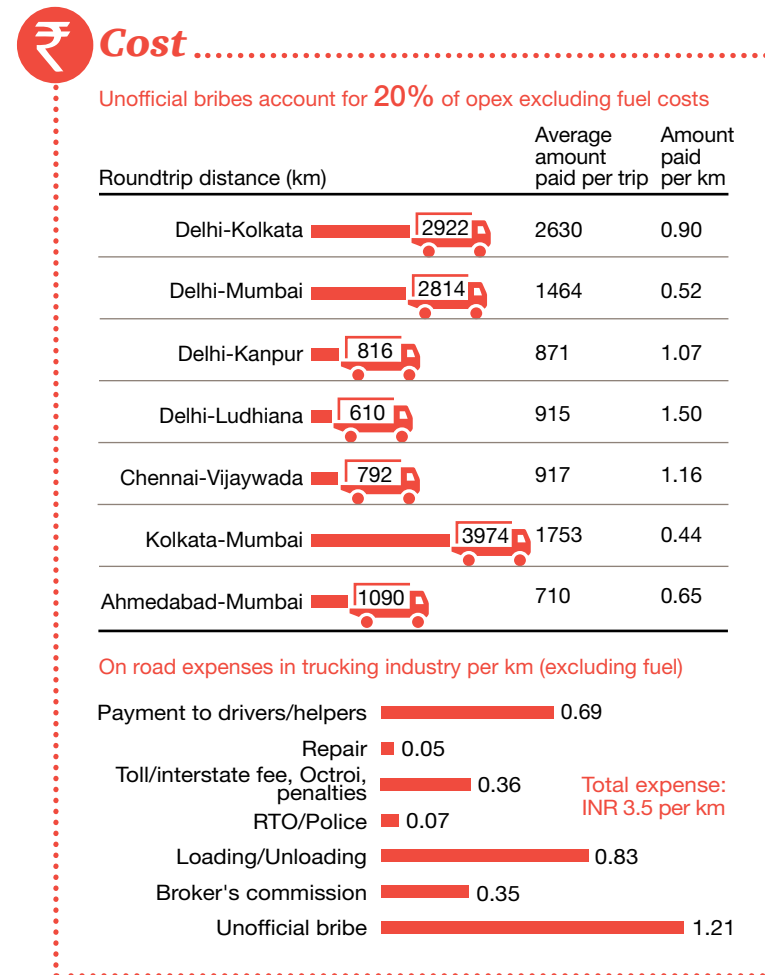 ₹ Cost
Unofficial bribes account for 20% of opex excluding fuel costs
Roundtrip distance (km)
Average amount paid per trip
Amount paid per km
Delhi-Kolkata 2922 2630 0.90
Delhi-Mumbai 2814 1464 0.52
Delhi-Kanpur 816 871 1.07
Delhi-Ludhiana 610 915 1.50
Chennai-Vijaywada 792 917 1.16
Kolkata-Mumbai 3974 1753 0.44
Ahmedabad-Mumbai 1090 710 0.65
On road expenses in trucking industry per km (excluding fuel)
Payment to drivers/helpers 0.69
Repair 0.05
Toll/interstate fee, Octroi,
penalties 0.36
RTO/Police 0.07
Loading/Unloading 0.83
Broker's commission 0.35
Unofficial bribe 1.21
Total expense:
INR 3.5 per km